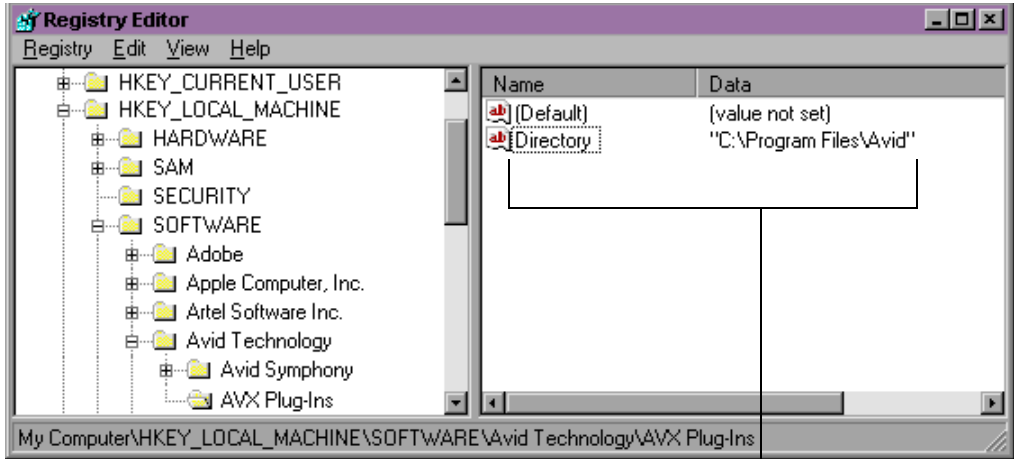 Registry Editor
Registry Edit View Help
HKEY_CURRENT_USER
HKEY_LOCAL_MACHINE
HARDWARE
SAM
SECURITY
SOFTWARE
Adobe
Apple Computer, Inc.
Artel Software Inc.
Avid Technology
Avid Symphony
AVX Plug-Ins
Name Data
ab (Default) (value not set)
ab Directory "C:\Program Files\Avid"
My Computer\HKEY_LOCAL_MACHINE\SOFTWARE\Avid Technology\AVX Plug-Ins